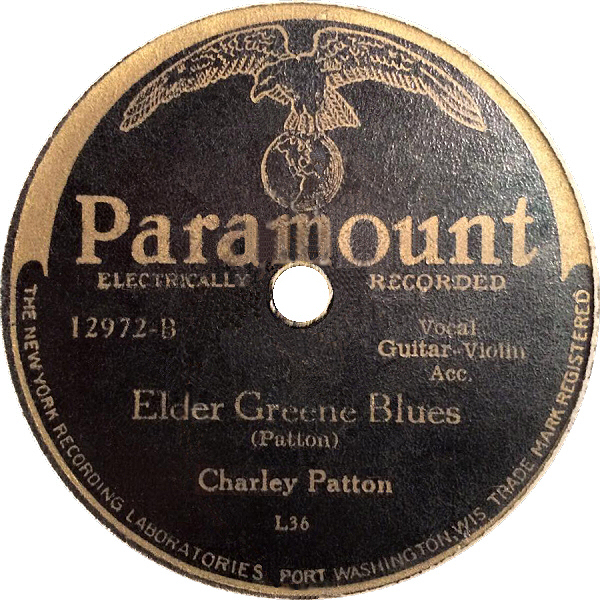 Paramount
ELECTRICALLY RECORDED
12972-B
Vocal
Guitar-Violin
Acc.
Elder Greene Blues
(Patton)
Charley Patton
L36
THE NEW YORK RECORDING LABORATORIES PORT WASHINGTON, WIS. TRADE MARK REGISTERED